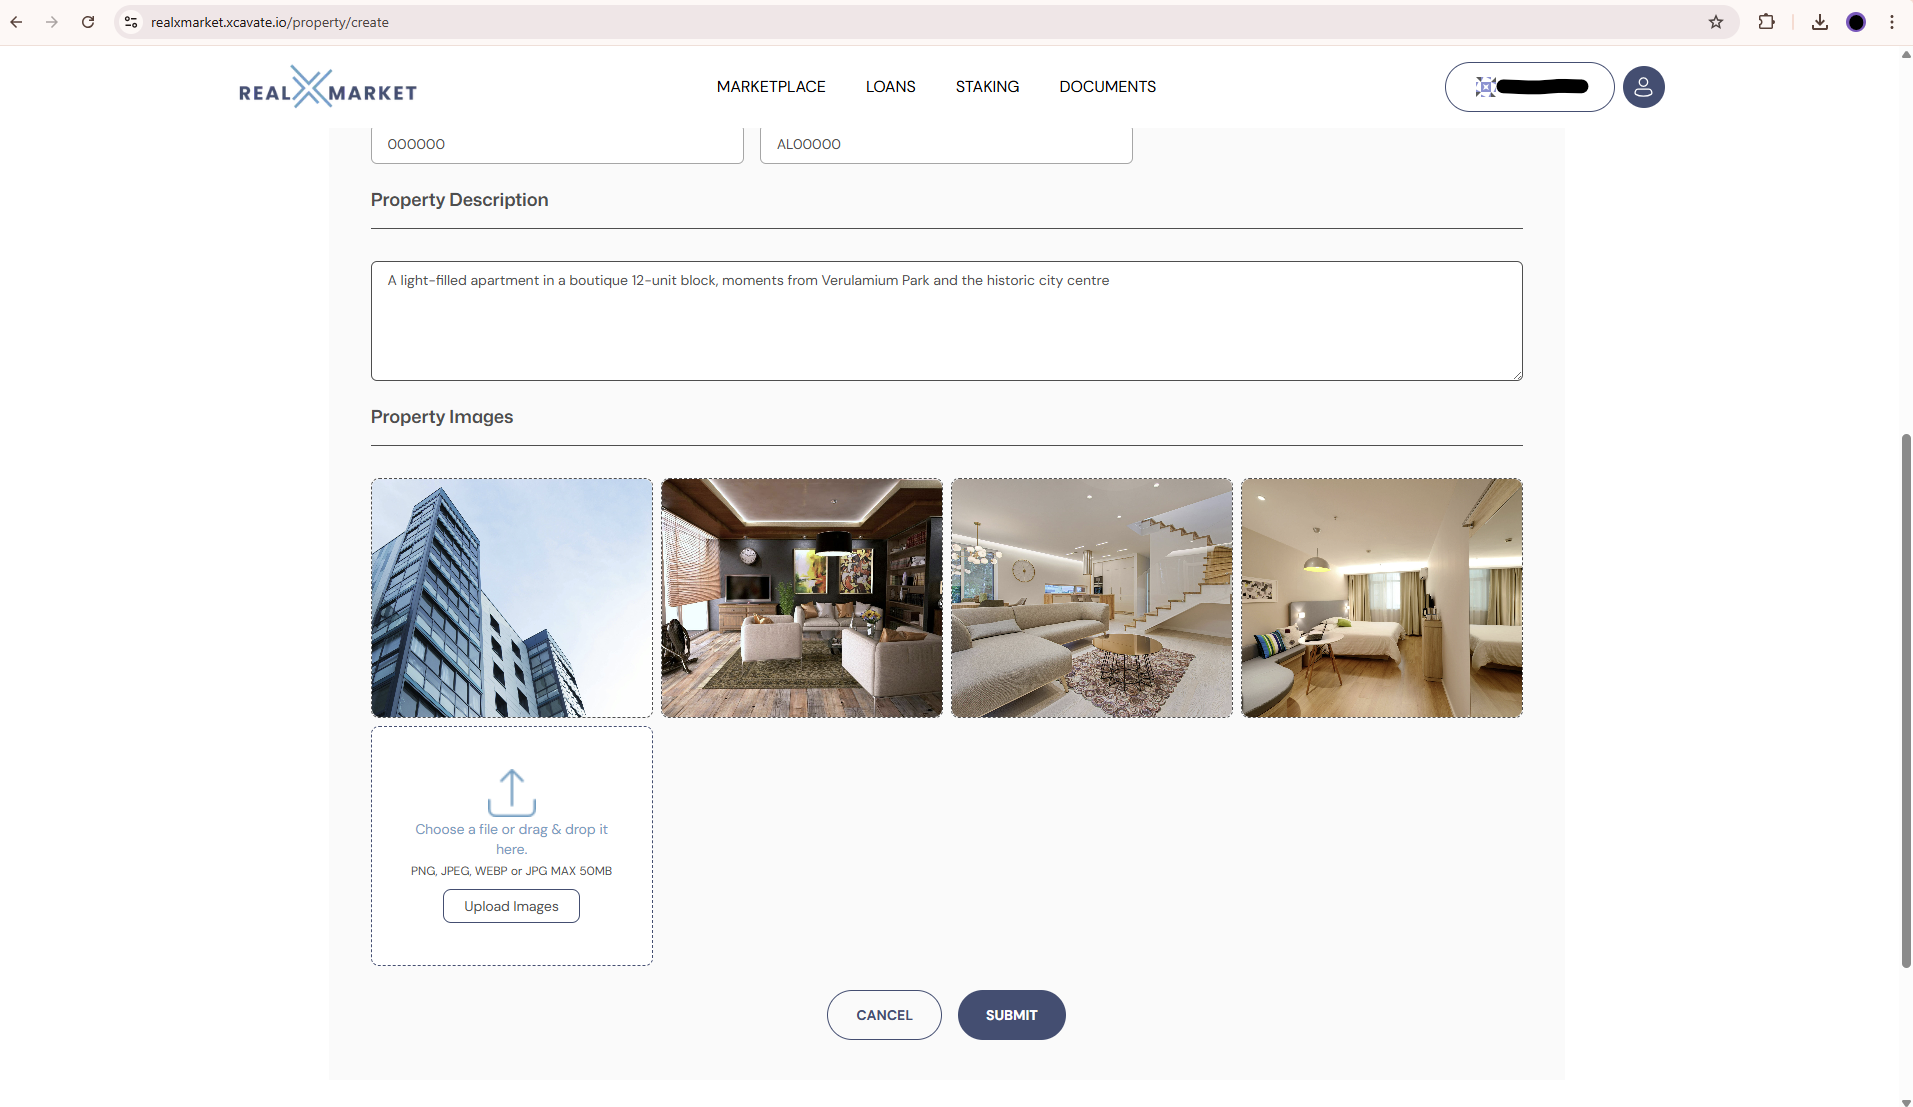 realxmarket.xcavate.io/property/create
REAL MARKET
MARKETPLACE LOANS STAKING DOCUMENTS
000000 AL00000
Property Description
A light-filled apartment in a boutique 12-unit block, moments from Verulamium Park and the historic city centre
Property Images
Choose a file or drag & drop it
here.
PNG, JPEG, WEBP or JPG MAX 50MB
Upload Images
CANCEL SUBMIT